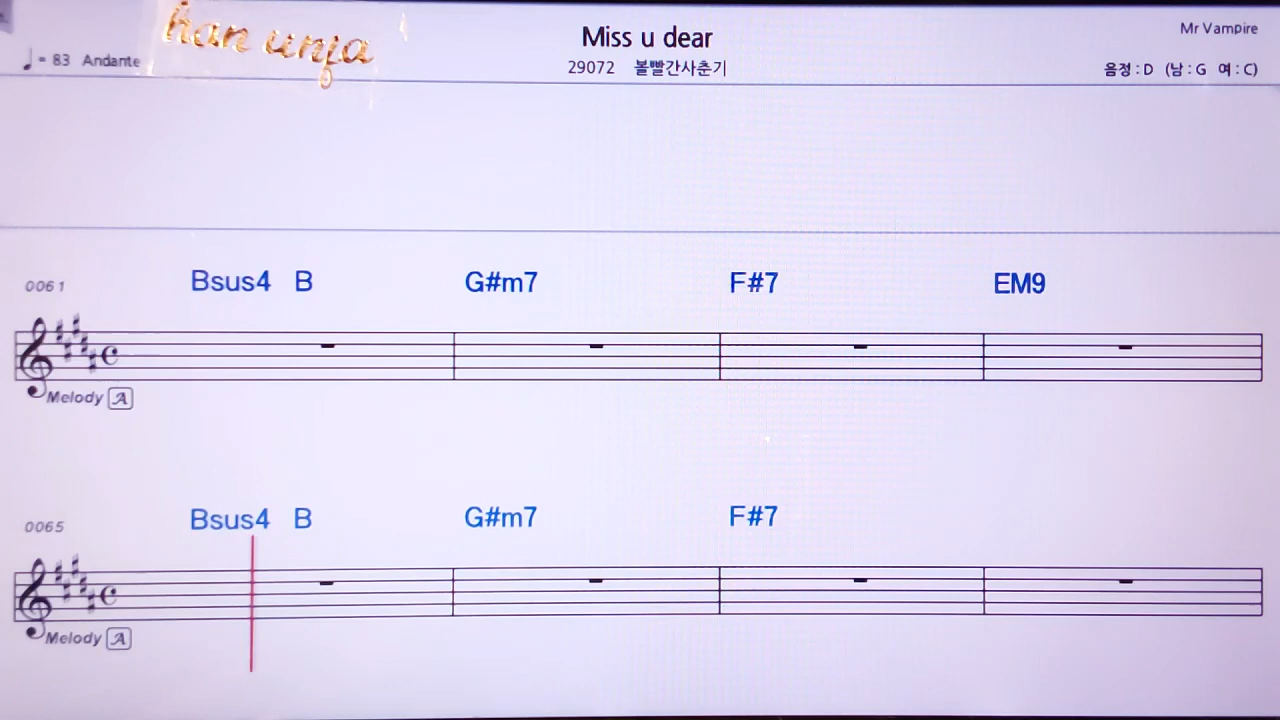 han unja
Miss u dear
Mr Vampire
♩ = 83 Andante
29072 볼빨간사춘기
음정 : D (남 : G 여 : C)
0061
Bsus4 B G#m7 F#7 EM9
Melody A
0065
Bsus4 B G#m7 F#7
Melody A